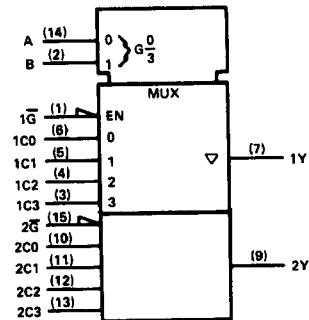 A (14) 0 } G 0/3
B (2) 1
MUX
1G̅ (1) EN
1C0 (6) 0
1C1 (5) 1 ▽ (7) 1Y
1C2 (4) 2
1C3 (3) 3
2G̅ (15)
2C0 (10)
2C1 (11) (9) 2Y
2C2 (12)
2C3 (13)